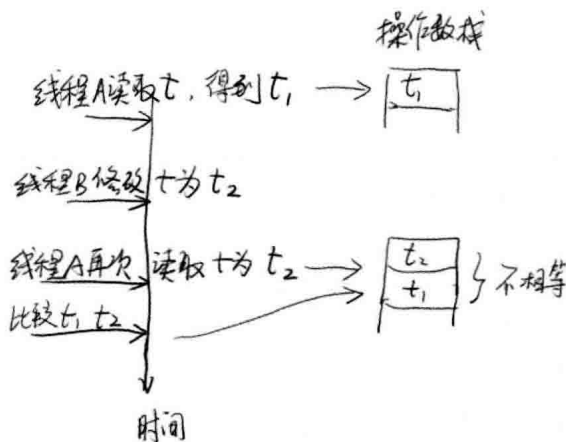 操作数栈
线程A读取t，得到t₁
t₁
线程B修改t为t₂
线程A再次读取t为t₂
t₂
t₁
不相等
比较t₁ t₂
时间